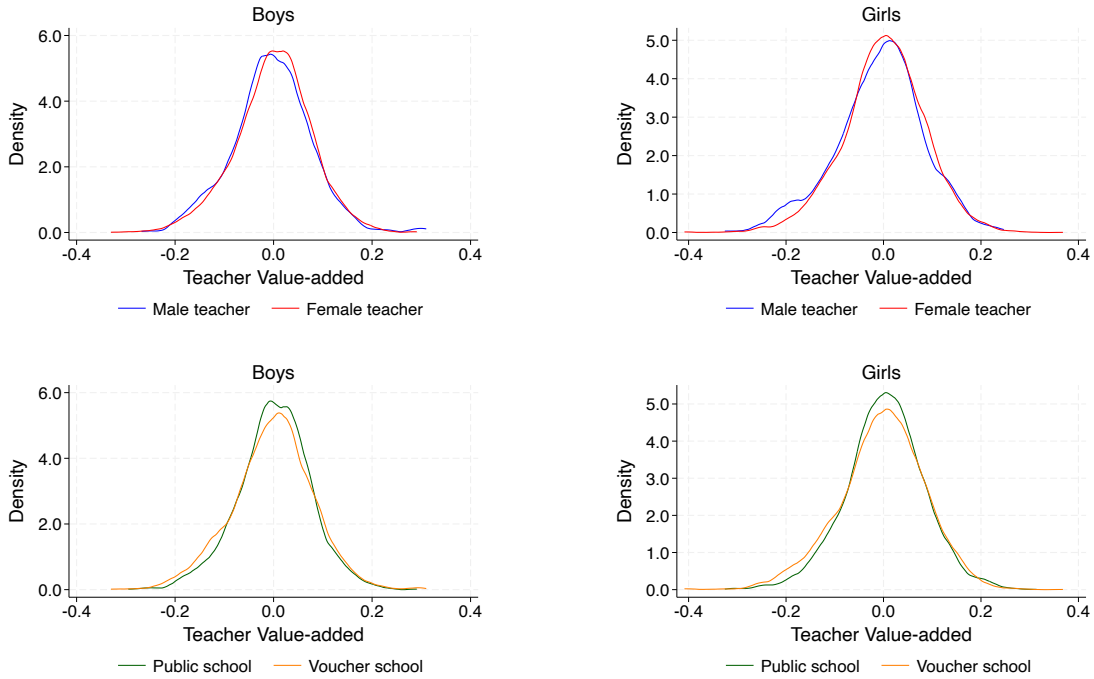 Boys
6.0
4.0
2.0
0.0
Density
-0.4 -0.2 0.0 0.2 0.4
Teacher Value-added
Male teacher Female teacher
Girls
5.0
4.0
3.0
2.0
1.0
0.0
Density
-0.4 -0.2 0.0 0.2 0.4
Teacher Value-added
Male teacher Female teacher
Boys
6.0
4.0
2.0
0.0
Density
-0.4 -0.2 0.0 0.2 0.4
Teacher Value-added
Public school Voucher school
Girls
5.0
4.0
3.0
2.0
1.0
0.0
Density
-0.4 -0.2 0.0 0.2 0.4
Teacher Value-added
Public school Voucher school